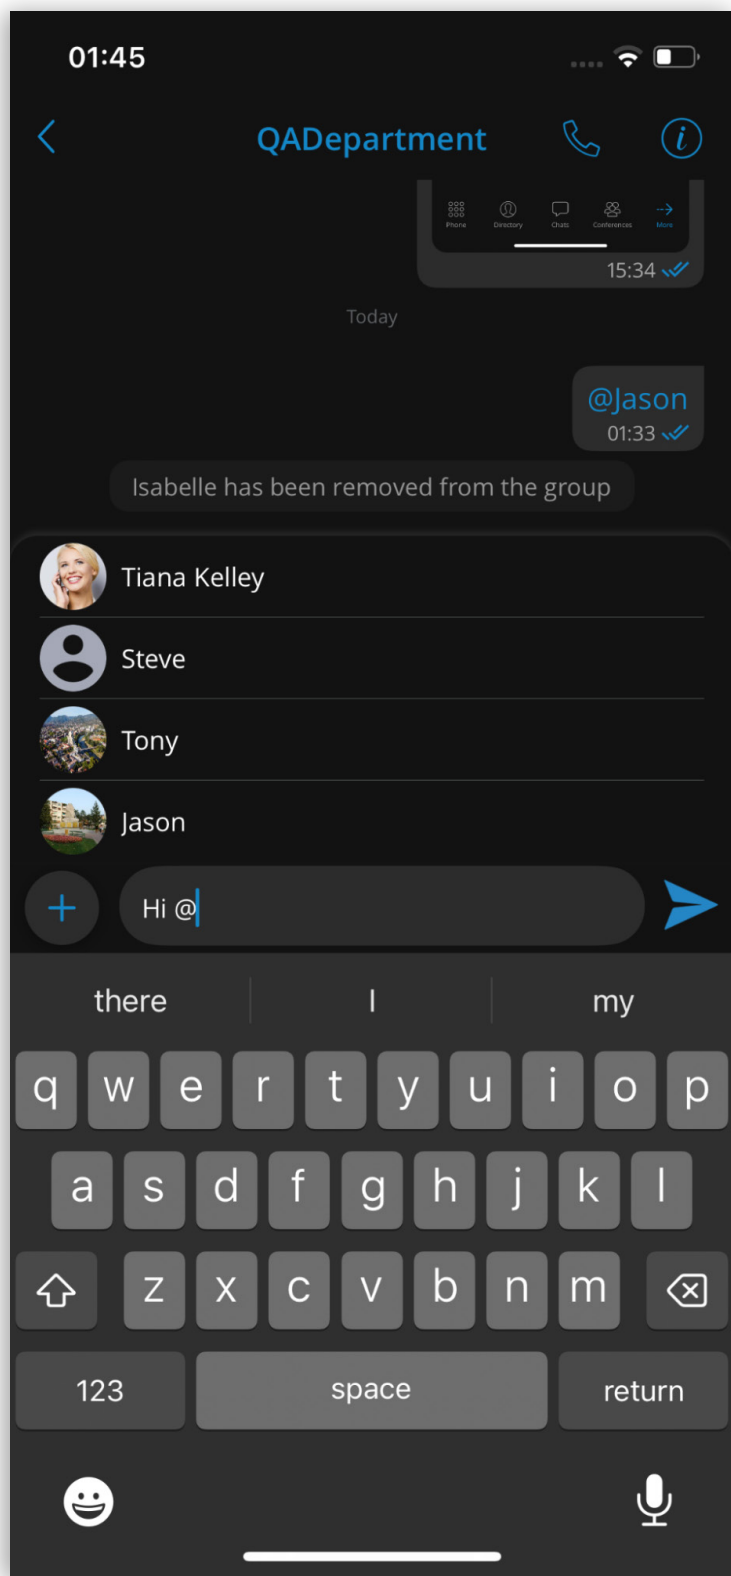 01:45
QADepartment
Phone Directory Chats Conferences More
15:34
Today
@Jason
01:33
Isabelle has been removed from the group
Tiana Kelley
Steve
Tony
Jason
Hi @
there I my
q w e r t y u i o p
a s d f g h j k l
z x c v b n m
123 space return